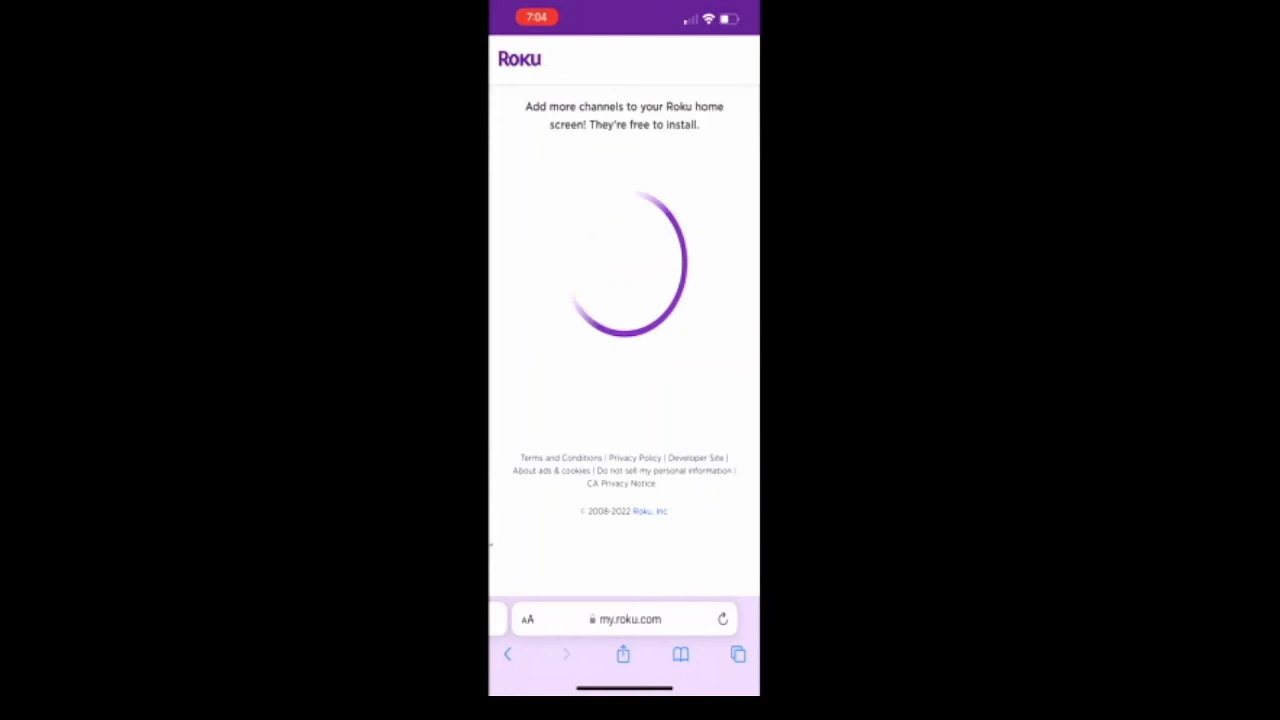 7:04
Roku
Add more channels to your Roku home
screen! They're free to install.
Terms and Conditions | Privacy Policy | Developer Site |
About ads & cookies | Do not sell my personal information |
CA Privacy Notice
© 2008-2022 Roku, Inc
AA my.roku.com